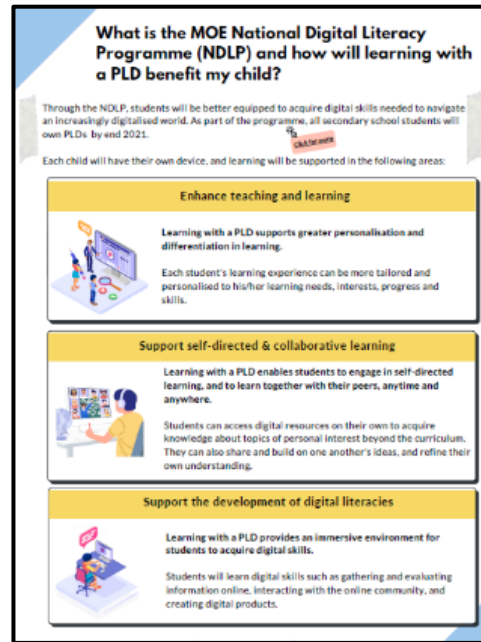 What is the MOE National Digital Literacy
Programme (NDLP) and how will learning with
a PLD benefit my child?
Through the NDLP, students will be better equipped to acquire digital skills needed to navigate
an increasingly digitalised world. As part of the programme, all secondary school students will
own PLDs by end 2021.
Click for more
Each child will have their own device, and learning will be supported in the following areas:
Enhance teaching and learning
Learning with a PLD supports greater personalisation and
differentiation in learning.
Each student's learning experience can be more tailored and
personalised to his/her learning needs, interests, progress and
skills.
Support self-directed & collaborative learning
Learning with a PLD enables students to engage in self-directed
learning, and to learn together with their peers, anytime and
anywhere.
Students can access digital resources on their own to acquire
knowledge about topics of personal interest beyond the curriculum.
They can also share and build on one another's ideas, and refine their
own understanding.
Support the development of digital literacies
Learning with a PLD provides an immersive environment for
students to acquire digital skills.
Students will learn digital skills such as gathering and evaluating
information online, interacting with the online community, and
creating digital products.